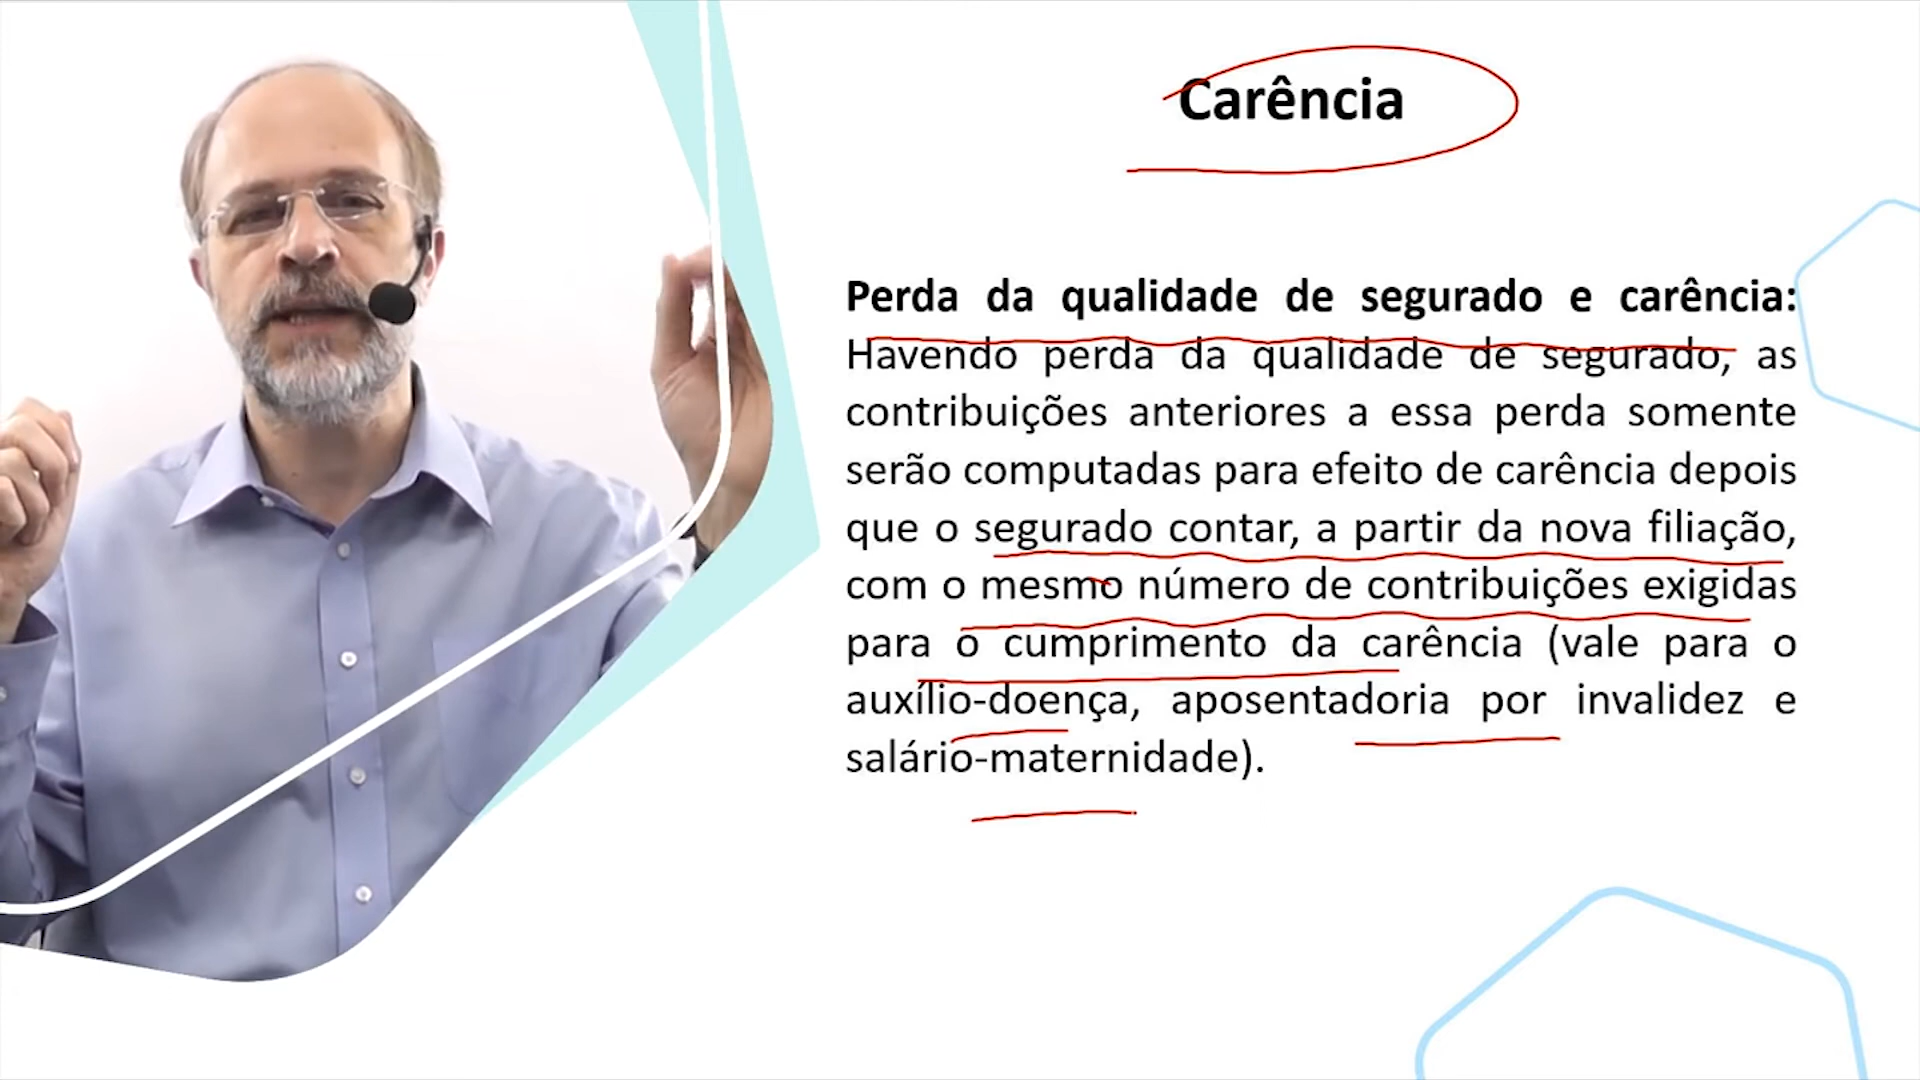 Carência
Perda da qualidade de segurado e carência:
Havendo perda da qualidade de segurado, as
contribuições anteriores a essa perda somente
serão computadas para efeito de carência depois
que o segurado contar, a partir da nova filiação,
com o mesmo número de contribuições exigidas
para o cumprimento da carência (vale para o
auxílio-doença, aposentadoria por invalidez e
salário-maternidade).